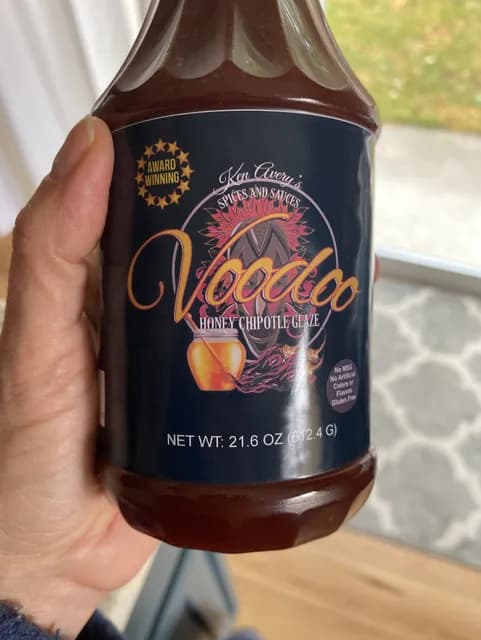 AWARD
WINNING
Ken Avery's
SPICES AND SAUCES
Voodoo
HONEY CHIPOTLE GLAZE
No MSG
No Artificial
Colors or
Flavors
Gluten Free
NET WT: 21.6 OZ (612.4 G)